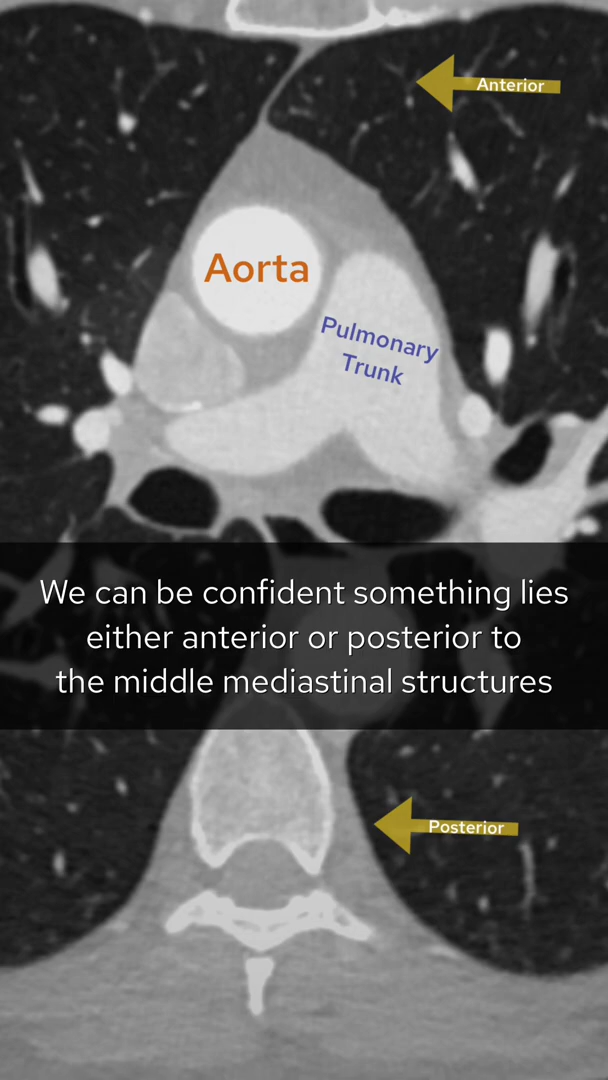 Anterior
Aorta
Pulmonary
Trunk
We can be confident something lies
either anterior or posterior to
the middle mediastinal structures
Posterior